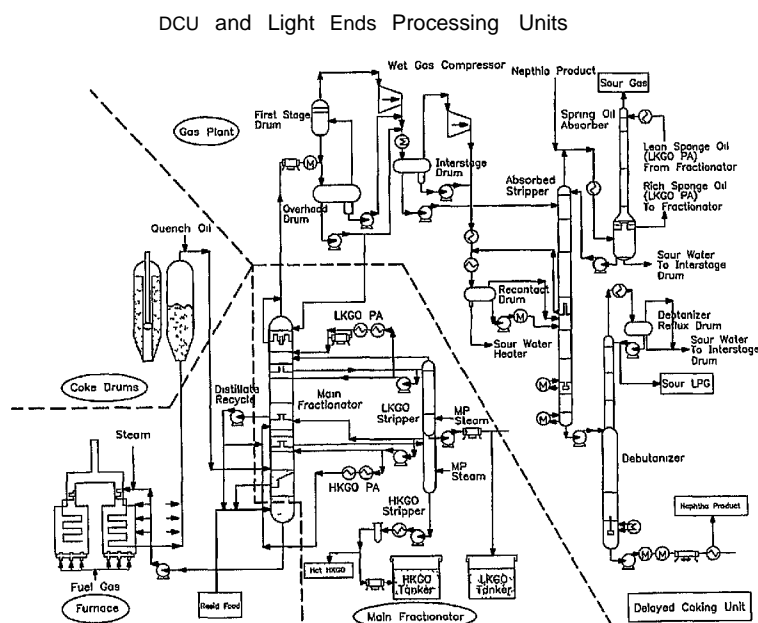 DCU and Light Ends Processing Units
Wet Gas Compressor
Nepthia Product
Sour Gas
Gas Plant
First Stage
Drum
Spring Oil
Absorber
Lean Sponge Oil
(LKGO PA)
From Fractionator
Interstage
Drum
Absorbed
Stripper
Rich Sponge Oil
(LKGO PA)
To Fractionator
Overhead
Drum
Quench Oil
Sour Water
To Interstage
Drum
Recontact
Drum
Debtanizer
Reflux Drum
LKGO PA
Sour Water
Heater
Sour Water
To Interstage
Drum
Coke Drums
Distillate
Recycle
Main
Fractionator
LKGO
Stripper
MP
Steam
Sour LPG
Steam
MP
Steam
Debutanizer
HKGO PA
HKGO
Stripper
Naphtha Product
Hot HKGO
Fuel Gas
Furnace
Resid Food
HKGO
Tanker
LKGO
Tanker
Main Fractionator
Delayed Caking Unit